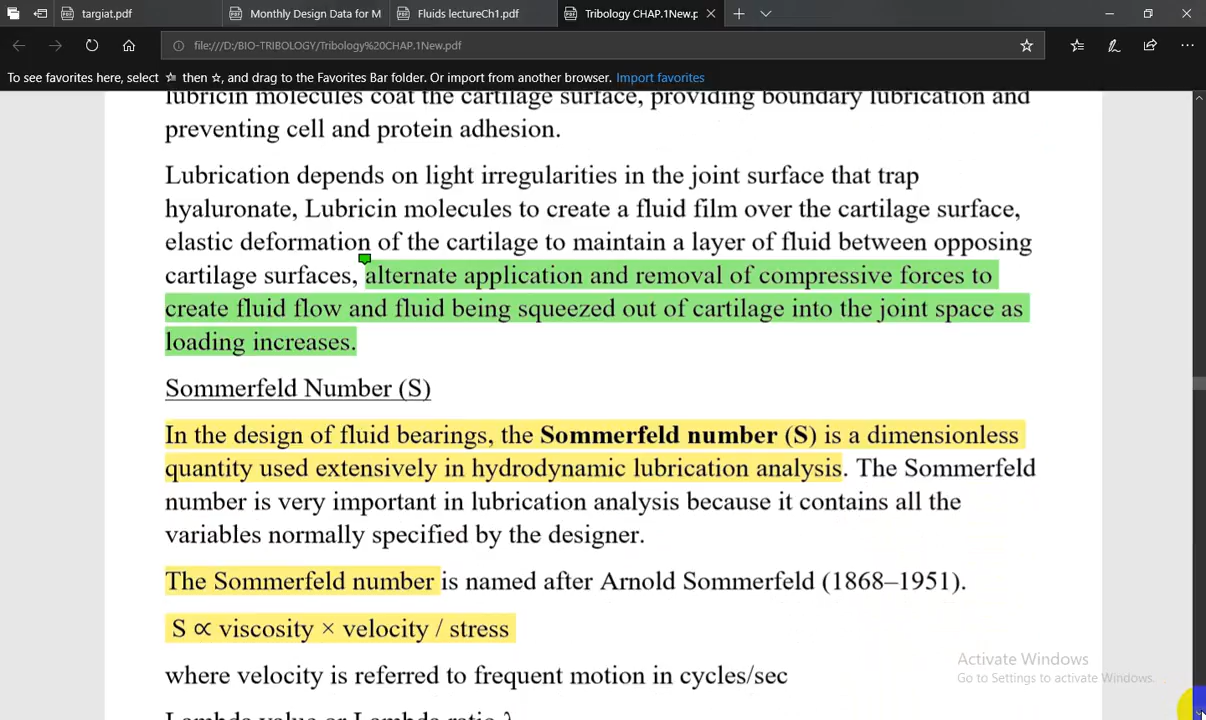 targiat.pdf
Monthly Design Data for M
Fluids lectureCh1.pdf
Tribology CHAP.1New.p
file:///D:/BIO-TRIBOLOGY/Tribology%20CHAP.1New.pdf
To see favorites here, select then ☆, and drag to the Favorites Bar folder. Or import from another browser. Import favorites
lubricin molecules coat the cartilage surface, providing boundary lubrication and
preventing cell and protein adhesion.
Lubrication depends on light irregularities in the joint surface that trap
hyaluronate, Lubricin molecules to create a fluid film over the cartilage surface,
elastic deformation of the cartilage to maintain a layer of fluid between opposing
cartilage surfaces, alternate application and removal of compressive forces to
create fluid flow and fluid being squeezed out of cartilage into the joint space as
loading increases.
Sommerfeld Number (S)
In the design of fluid bearings, the Sommerfeld number (S) is a dimensionless
quantity used extensively in hydrodynamic lubrication analysis. The Sommerfeld
number is very important in lubrication analysis because it contains all the
variables normally specified by the designer.
The Sommerfeld number is named after Arnold Sommerfeld (1868–1951).
S ∝ viscosity × velocity / stress
where velocity is referred to frequent motion in cycles/sec
Lambda value or Lambda ratio λ
Activate Windows
Go to Settings to activate Windows.